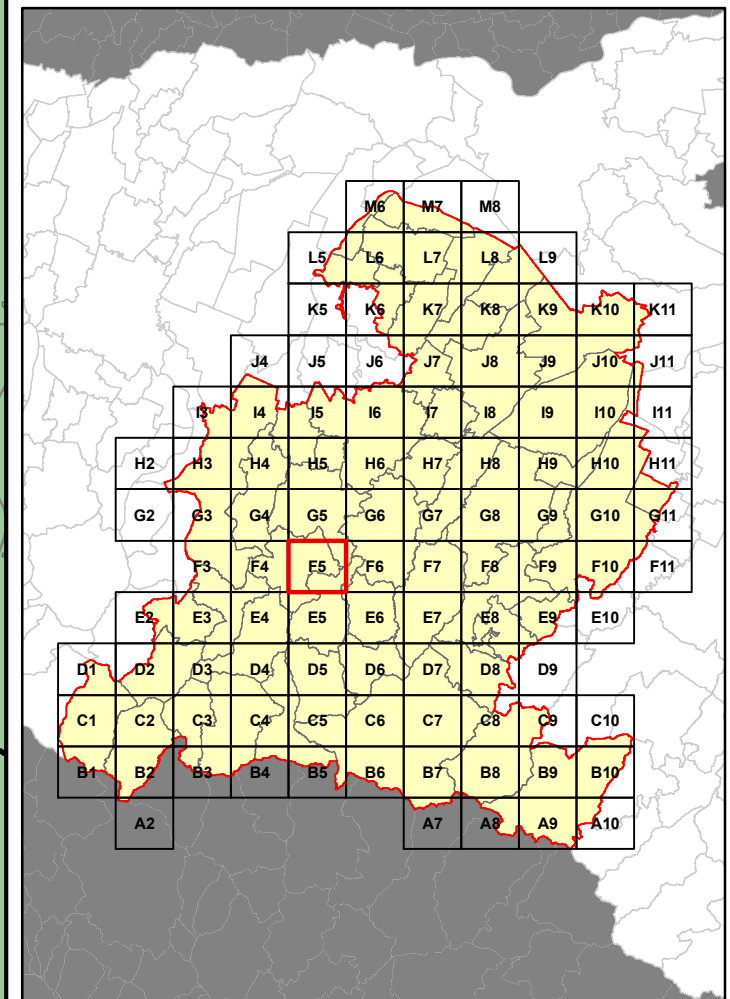 M6 M7 M8
L5 L6 L7 L8 L9
K5 K6 K7 K8 K9 K10 K11
J4 J5 J6 J7 J8 J9 J10 J11
I3 I4 I5 I6 I7 I8 I9 I10 I11
H2 H3 H4 H5 H6 H7 H8 H9 H10 H11
G2 G3 G4 G5 G6 G7 G8 G9 G10 G11
F3 F4 F5 F6 F7 F8 F9 F10 F11
E2 E3 E4 E5 E6 E7 E8 E9 E10
D1 D2 D3 D4 D5 D6 D7 D8 D9
C1 C2 C3 C4 C5 C6 C7 C8 C9 C10
B1 B2 B3 B4 B5 B6 B7 B8 B9 B10
A2 A7 A8 A9 A10